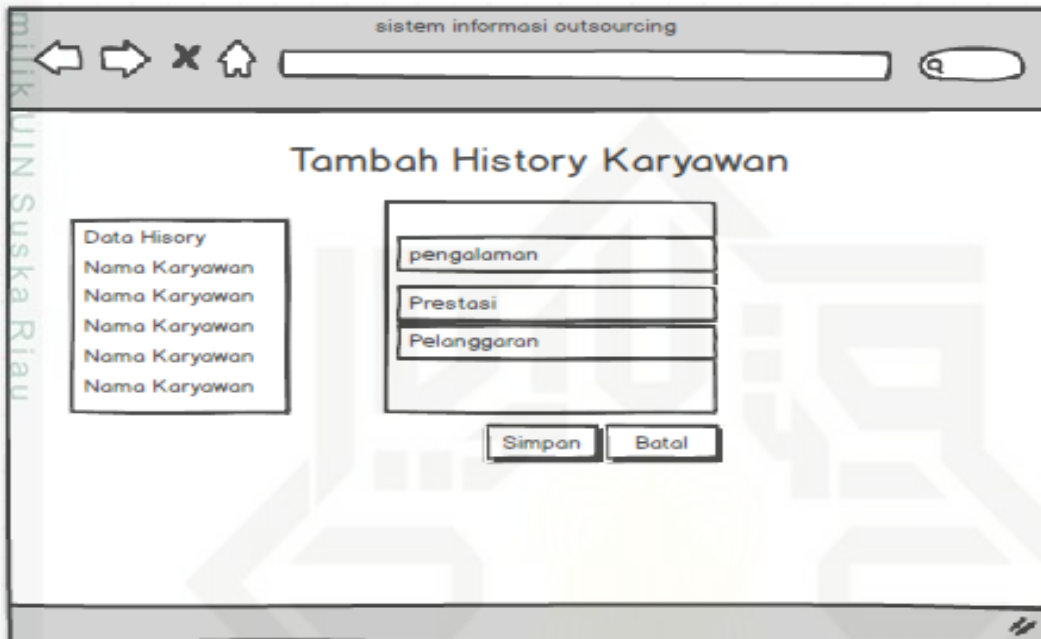 sistem informasi outsourcing
milik UIN Suska Riau
Tambah History Karyawan
Data Hisory
Nama Karyawan
Nama Karyawan
Nama Karyawan
Nama Karyawan
Nama Karyawan
pengalaman
Prestasi
Pelanggaran
Simpan
Batal